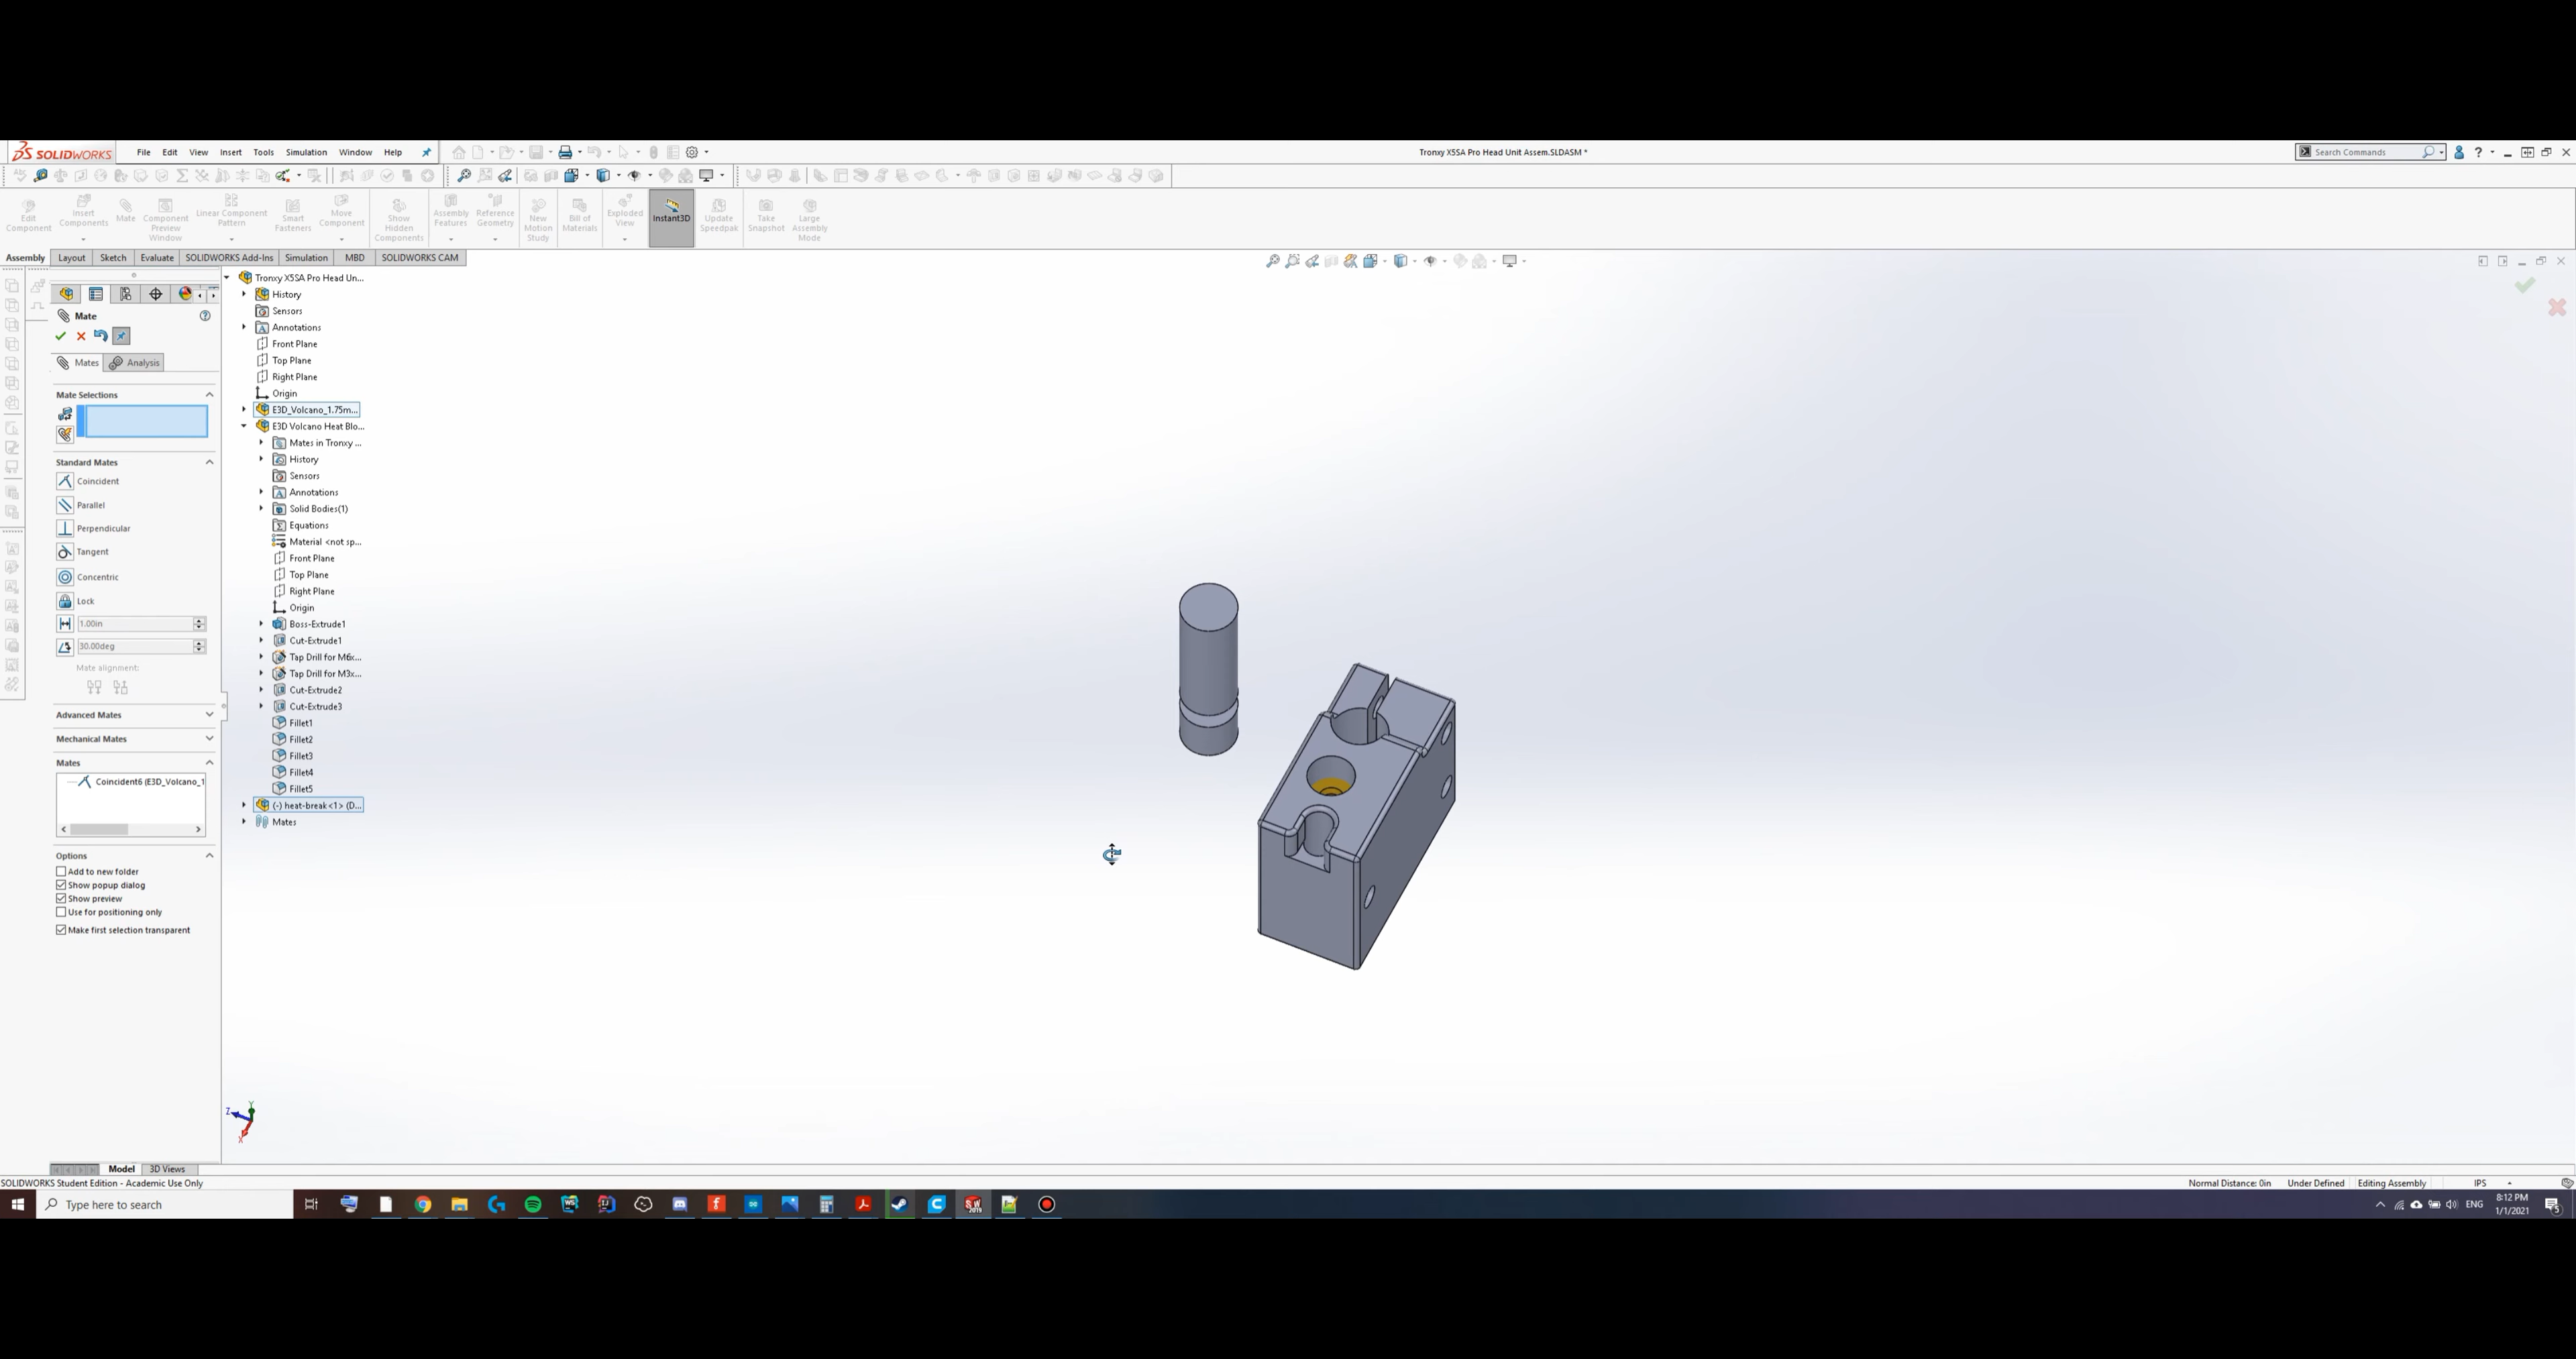 SOLIDWORKS File Edit View Insert Tools Simulation Window Help Tronxy X5SA Pro Head Unit Assem.SLDASM * Search Commands
Edit Component Insert Components Mate Component Preview Window Linear Component Pattern Smart Fasteners Move Component Show Hidden Components Assembly Features Reference Geometry New Motion Study Bill of Materials Exploded View Instant3D Update Speedpak Take Snapshot Large Assembly Mode
Assembly Layout Sketch Evaluate SOLIDWORKS Add-Ins Simulation MBD SOLIDWORKS CAM
Mate
Mates Analysis
Mate Selections
Standard Mates
Coincident
Parallel
Perpendicular
Tangent
Concentric
Lock
1.00in
30.00deg
Mate alignment:
Advanced Mates
Mechanical Mates
Mates
Coincident6 (E3D_Volcano_1
Options
Add to new folder
Show popup dialog
Show preview
Use for positioning only
Make first selection transparent
Tronxy X5SA Pro Head Un...
History
Sensors
Annotations
Front Plane
Top Plane
Right Plane
Origin
E3D_Volcano_1.75m...
E3D Volcano Heat Blo...
Mates in Tronxy ...
History
Sensors
Annotations
Solid Bodies(1)
Equations
Material <not sp...
Front Plane
Top Plane
Right Plane
Origin
Boss-Extrude1
Cut-Extrude1
Tap Drill for M6x...
Tap Drill for M3x...
Cut-Extrude2
Cut-Extrude3
Fillet1
Fillet2
Fillet3
Fillet4
Fillet5
(-) heat-break<1> (D...
Mates
Y
Z
X
Model 3D Views
SOLIDWORKS Student Edition - Academic Use Only Normal Distance: 0in Under Defined Editing Assembly IPS
Type here to search ENG 8:12 PM
1/1/2021